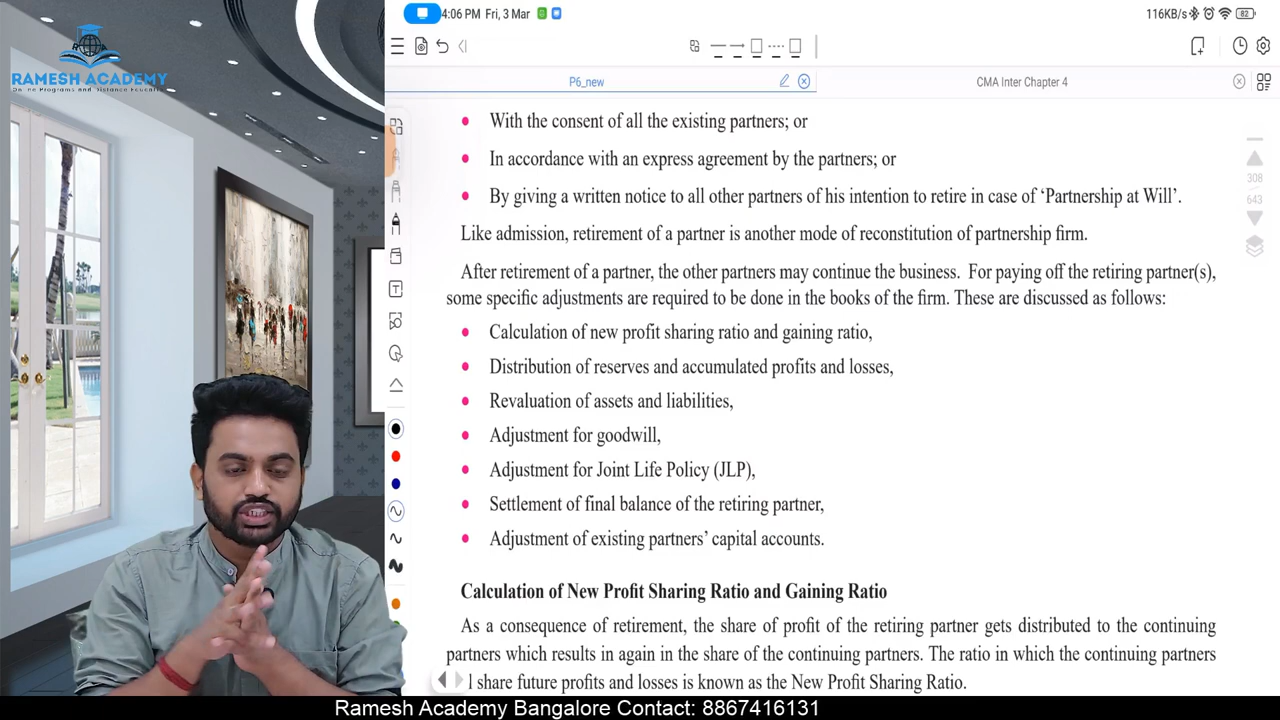 RAMESH ACADEMY
Online Programs and Distance Education
4:06 PM Fri, 3 Mar
116KB/s
82
P6_new
CMA Inter Chapter 4
With the consent of all the existing partners; or
In accordance with an express agreement by the partners; or
By giving a written notice to all other partners of his intention to retire in case of ‘Partnership at Will’.
Like admission, retirement of a partner is another mode of reconstitution of partnership firm.
After retirement of a partner, the other partners may continue the business. For paying off the retiring partner(s),
some specific adjustments are required to be done in the books of the firm. These are discussed as follows:
Calculation of new profit sharing ratio and gaining ratio,
Distribution of reserves and accumulated profits and losses,
Revaluation of assets and liabilities,
Adjustment for goodwill,
Adjustment for Joint Life Policy (JLP),
Settlement of final balance of the retiring partner,
Adjustment of existing partners’ capital accounts.
Calculation of New Profit Sharing Ratio and Gaining Ratio
As a consequence of retirement, the share of profit of the retiring partner gets distributed to the continuing
partners which results in again in the share of the continuing partners. The ratio in which the continuing partners
share future profits and losses is known as the New Profit Sharing Ratio.
308
643
Ramesh Academy Bangalore Contact: 8867416131